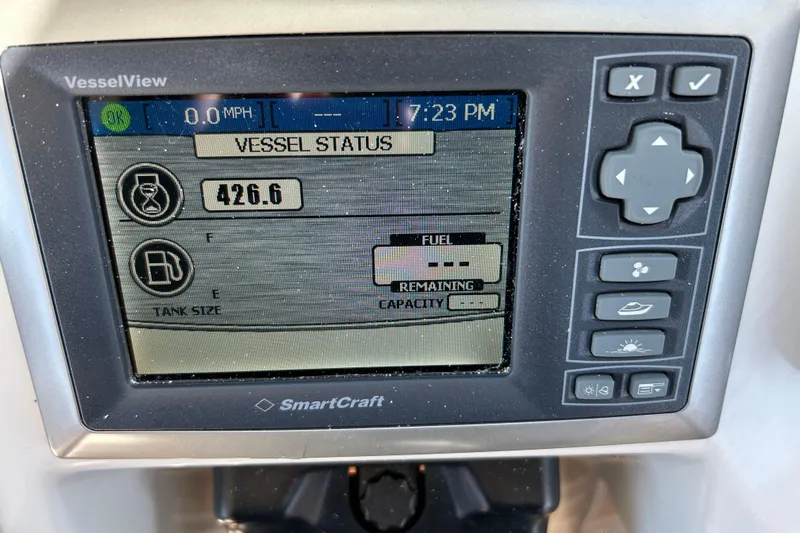 VesselView
OK [ 0.0 MPH ][ --- ][ 7:23 PM
VESSEL STATUS
426.6
F
FUEL
---
E
REMAINING
TANK SIZE
CAPACITY ---
SmartCraft
X
✓